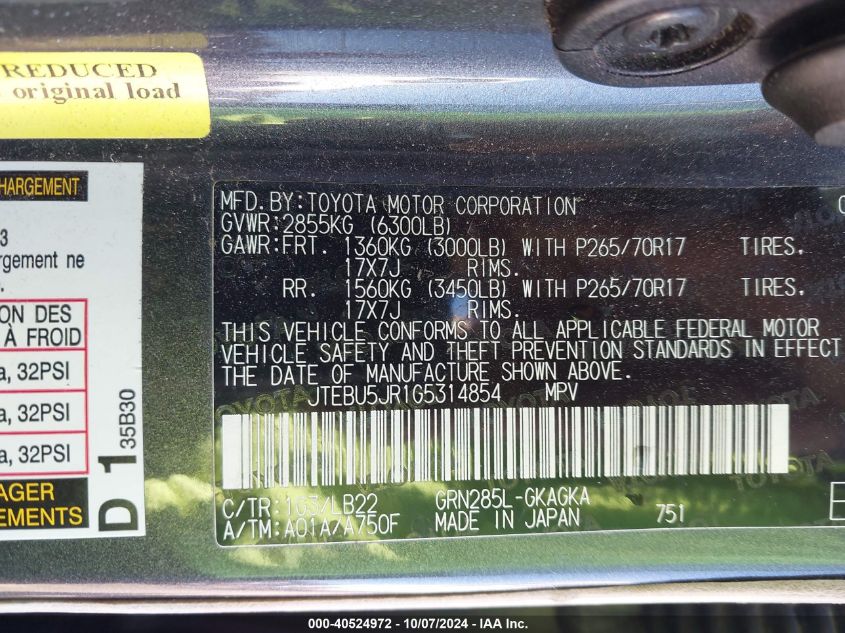 REDUCED
original load
HARGEMENT
3
rgement ne
ON DES
À FROID
a, 32PSI
a, 32PSI
a, 32PSI
AGER
EMENTS
D 1 35B30
MFD.BY:TOYOTA MOTOR CORPORATION
GVWR:2855KG (6300LB)
GAWR:FRT. 1360KG (3000LB) WITH P265/70R17 TIRES.
17X7J RIMS.
RR. 1560KG (3450LB) WITH P265/70R17 TIRES.
17X7J RIMS.
THIS VEHICLE CONFORMS TO ALL APPLICABLE FEDERAL MOTOR
VEHICLE SAFETY AND THEFT PREVENTION STANDARDS IN EFFECT
THE DATE OF MANUFACTURE SHOWN ABOVE.
JTEBU5JR1G5314854 MPV
C/TR:1G3/LB22 GRN285L-GKAGKA
A/TM:A01A/A750F MADE IN JAPAN 751
000-40524972 - 10/07/2024 - IAA Inc.